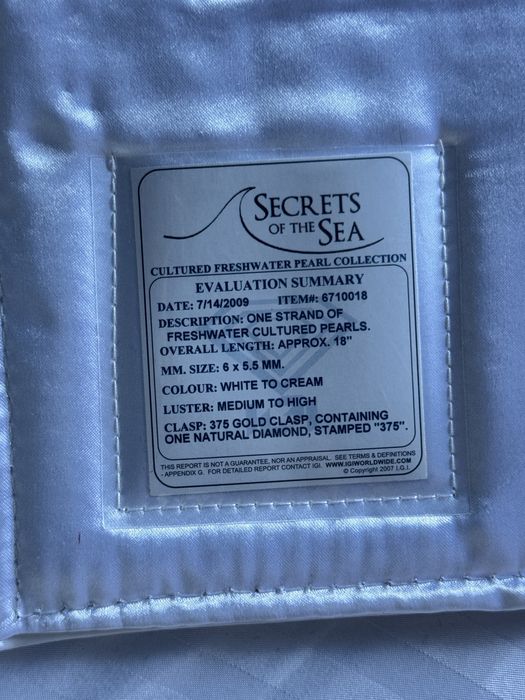 SECRETS
OF THE SEA
CULTURED FRESHWATER PEARL COLLECTION
EVALUATION SUMMARY
DATE: 7/14/2009 ITEM#: 6710018
DESCRIPTION: ONE STRAND OF
FRESHWATER CULTURED PEARLS.
OVERALL LENGTH: APPROX. 18"
MM. SIZE: 6 x 5.5 MM.
COLOUR: WHITE TO CREAM
LUSTER: MEDIUM TO HIGH
CLASP: 375 GOLD CLASP, CONTAINING
ONE NATURAL DIAMOND, STAMPED "375".
THIS REPORT IS NOT A GUARANTEE, NOR AN APPRAISAL. SEE TERMS & DEFINITIONS
- APPENDIX G. FOR DETAILED REPORT CONTACT IGI. WWW.IGIWORLDWIDE.COM
© Copyright 2007 I.G.I.